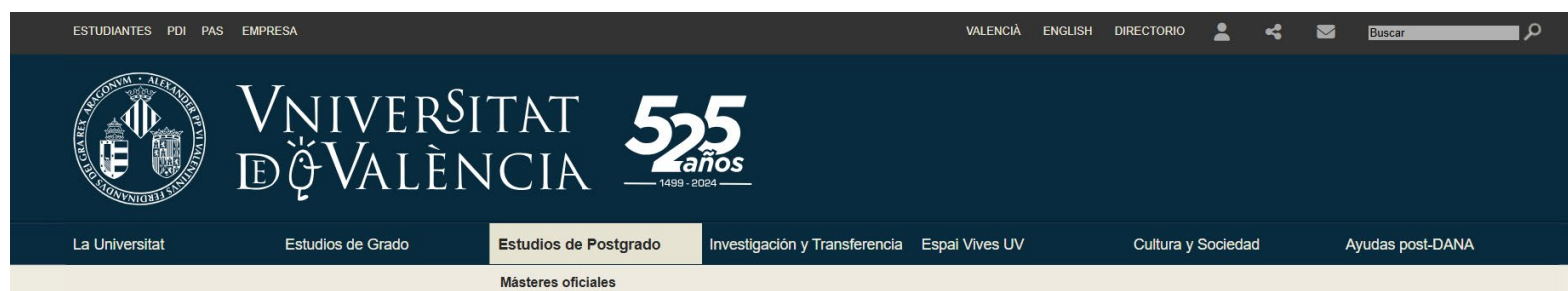 ESTUDIANTES PDI PAS EMPRESA VALENCIÀ ENGLISH DIRECTORIO Buscar
VNIVERSITAT
DE VALÈNCIA
525
años
1499 - 2024
La Universitat Estudios de Grado Estudios de Postgrado Investigación y Transferencia Espai Vives UV Cultura y Sociedad Ayudas post-DANA
Másteres oficiales